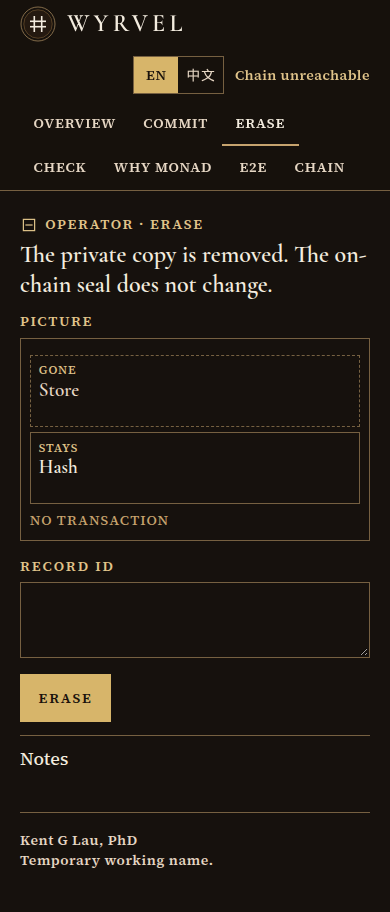 WYRVEL
EN 中文 Chain unreachable
OVERVIEW COMMIT ERASE
CHECK WHY MONAD E2E CHAIN
OPERATOR · ERASE
The private copy is removed. The on-
chain seal does not change.
PICTURE
GONE
Store
STAYS
Hash
NO TRANSACTION
RECORD ID
ERASE
Notes
Kent G Lau, PhD
Temporary working name.